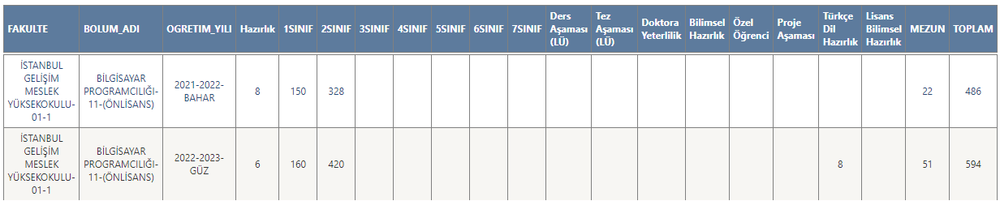 FAKULTE BOLUM_ADI OGRETIM_YILI Hazırlık 1SINIF 2SINIF 3SINIF 4SINIF 5SINIF 6SINIF 7SINIF Ders Aşaması (LÜ) Tez Aşaması (LÜ) Doktora Yeterlilik Bilimsel Hazırlık Özel Öğrenci Proje Aşaması Türkçe Dil Hazırlık Lisans Bilimsel Hazırlık MEZUN TOPLAM
İSTANBUL
GELİŞİM
MESLEK
YÜKSEKOKULU-
01-1
BİLGİSAYAR
PROGRAMCILIĞI-
11-(ÖNLİSANS)
2021-2022-
BAHAR
8 150 328 22 486
İSTANBUL
GELİŞİM
MESLEK
YÜKSEKOKULU-
01-1
BİLGİSAYAR
PROGRAMCILIĞI-
11-(ÖNLİSANS)
2022-2023-
GÜZ
6 160 420 8 51 594